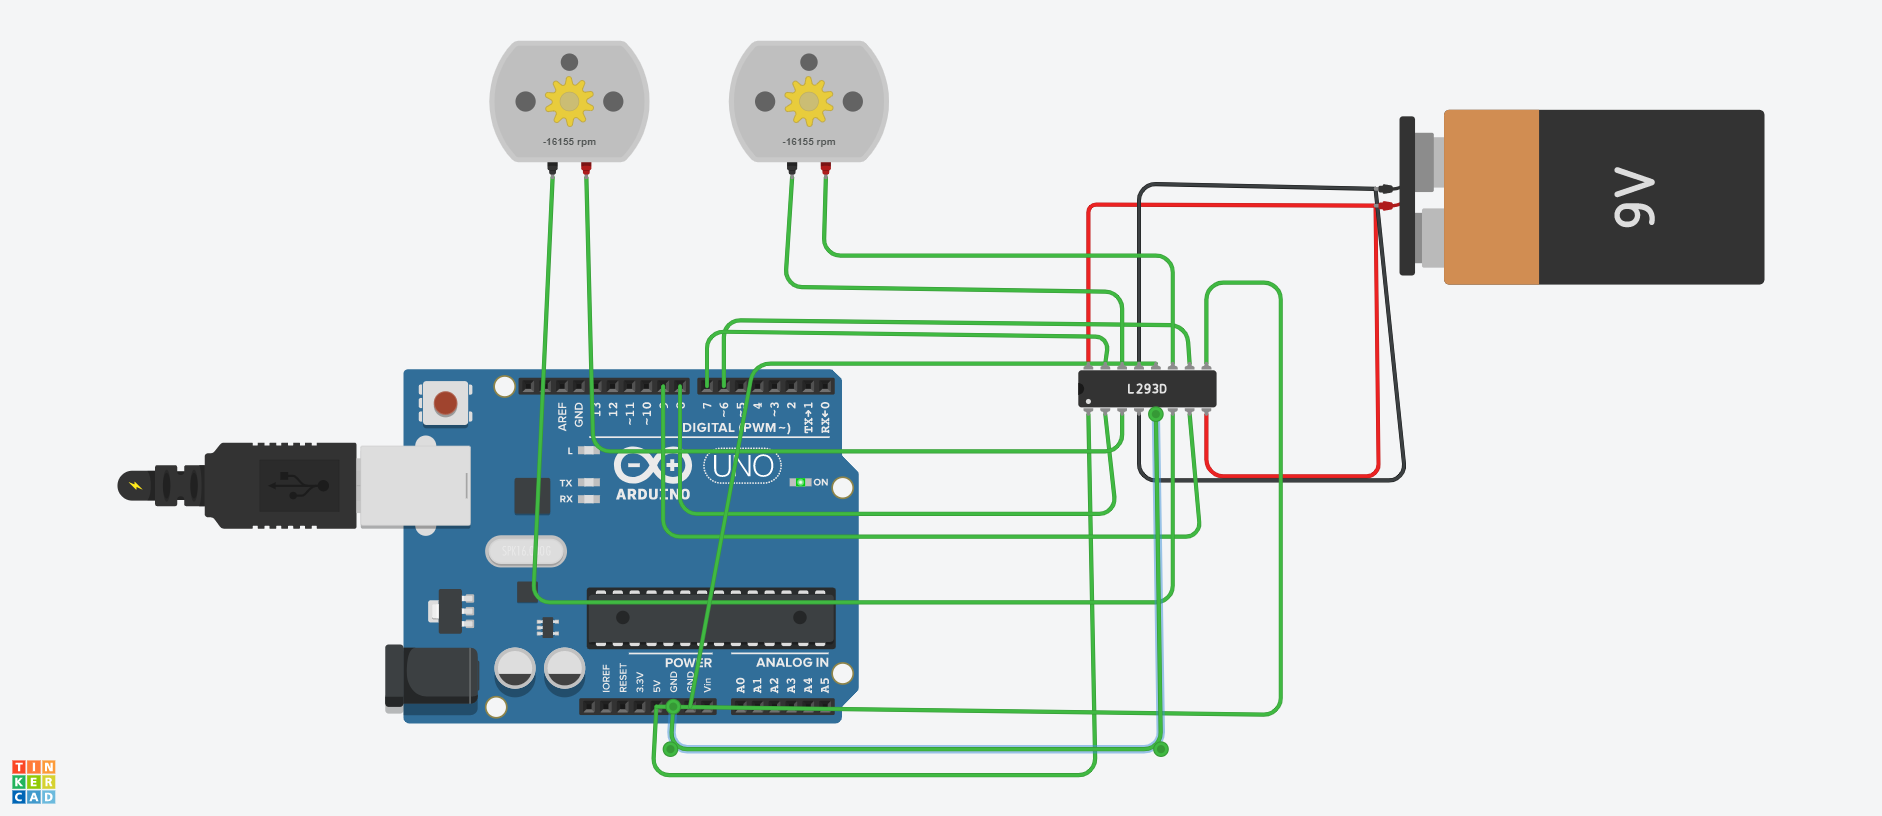 -16155 rpm
-16155 rpm
9V
L293D
AREF
GND
13
12
~11
~10
9
8
7
~6
~5
4
~3
2
TX→1
RX←0
DIGITAL (PWM~)
L
TX
RX
UNO
ARDUINO
ON
POWER
ANALOG IN
IOREF
RESET
3.3V
5V
GND
GND
Vin
A0
A1
A2
A3
A4
A5
TIN
KER
CAD